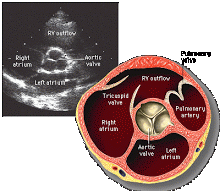 RV outflow
Right
atrium
Aortic
valve
Left atrium
Pulmonary
valve
RV outflow
Tricuspid
valve
Pulmonary
artery
Right
atrium
Aortic
valve
Left
atrium